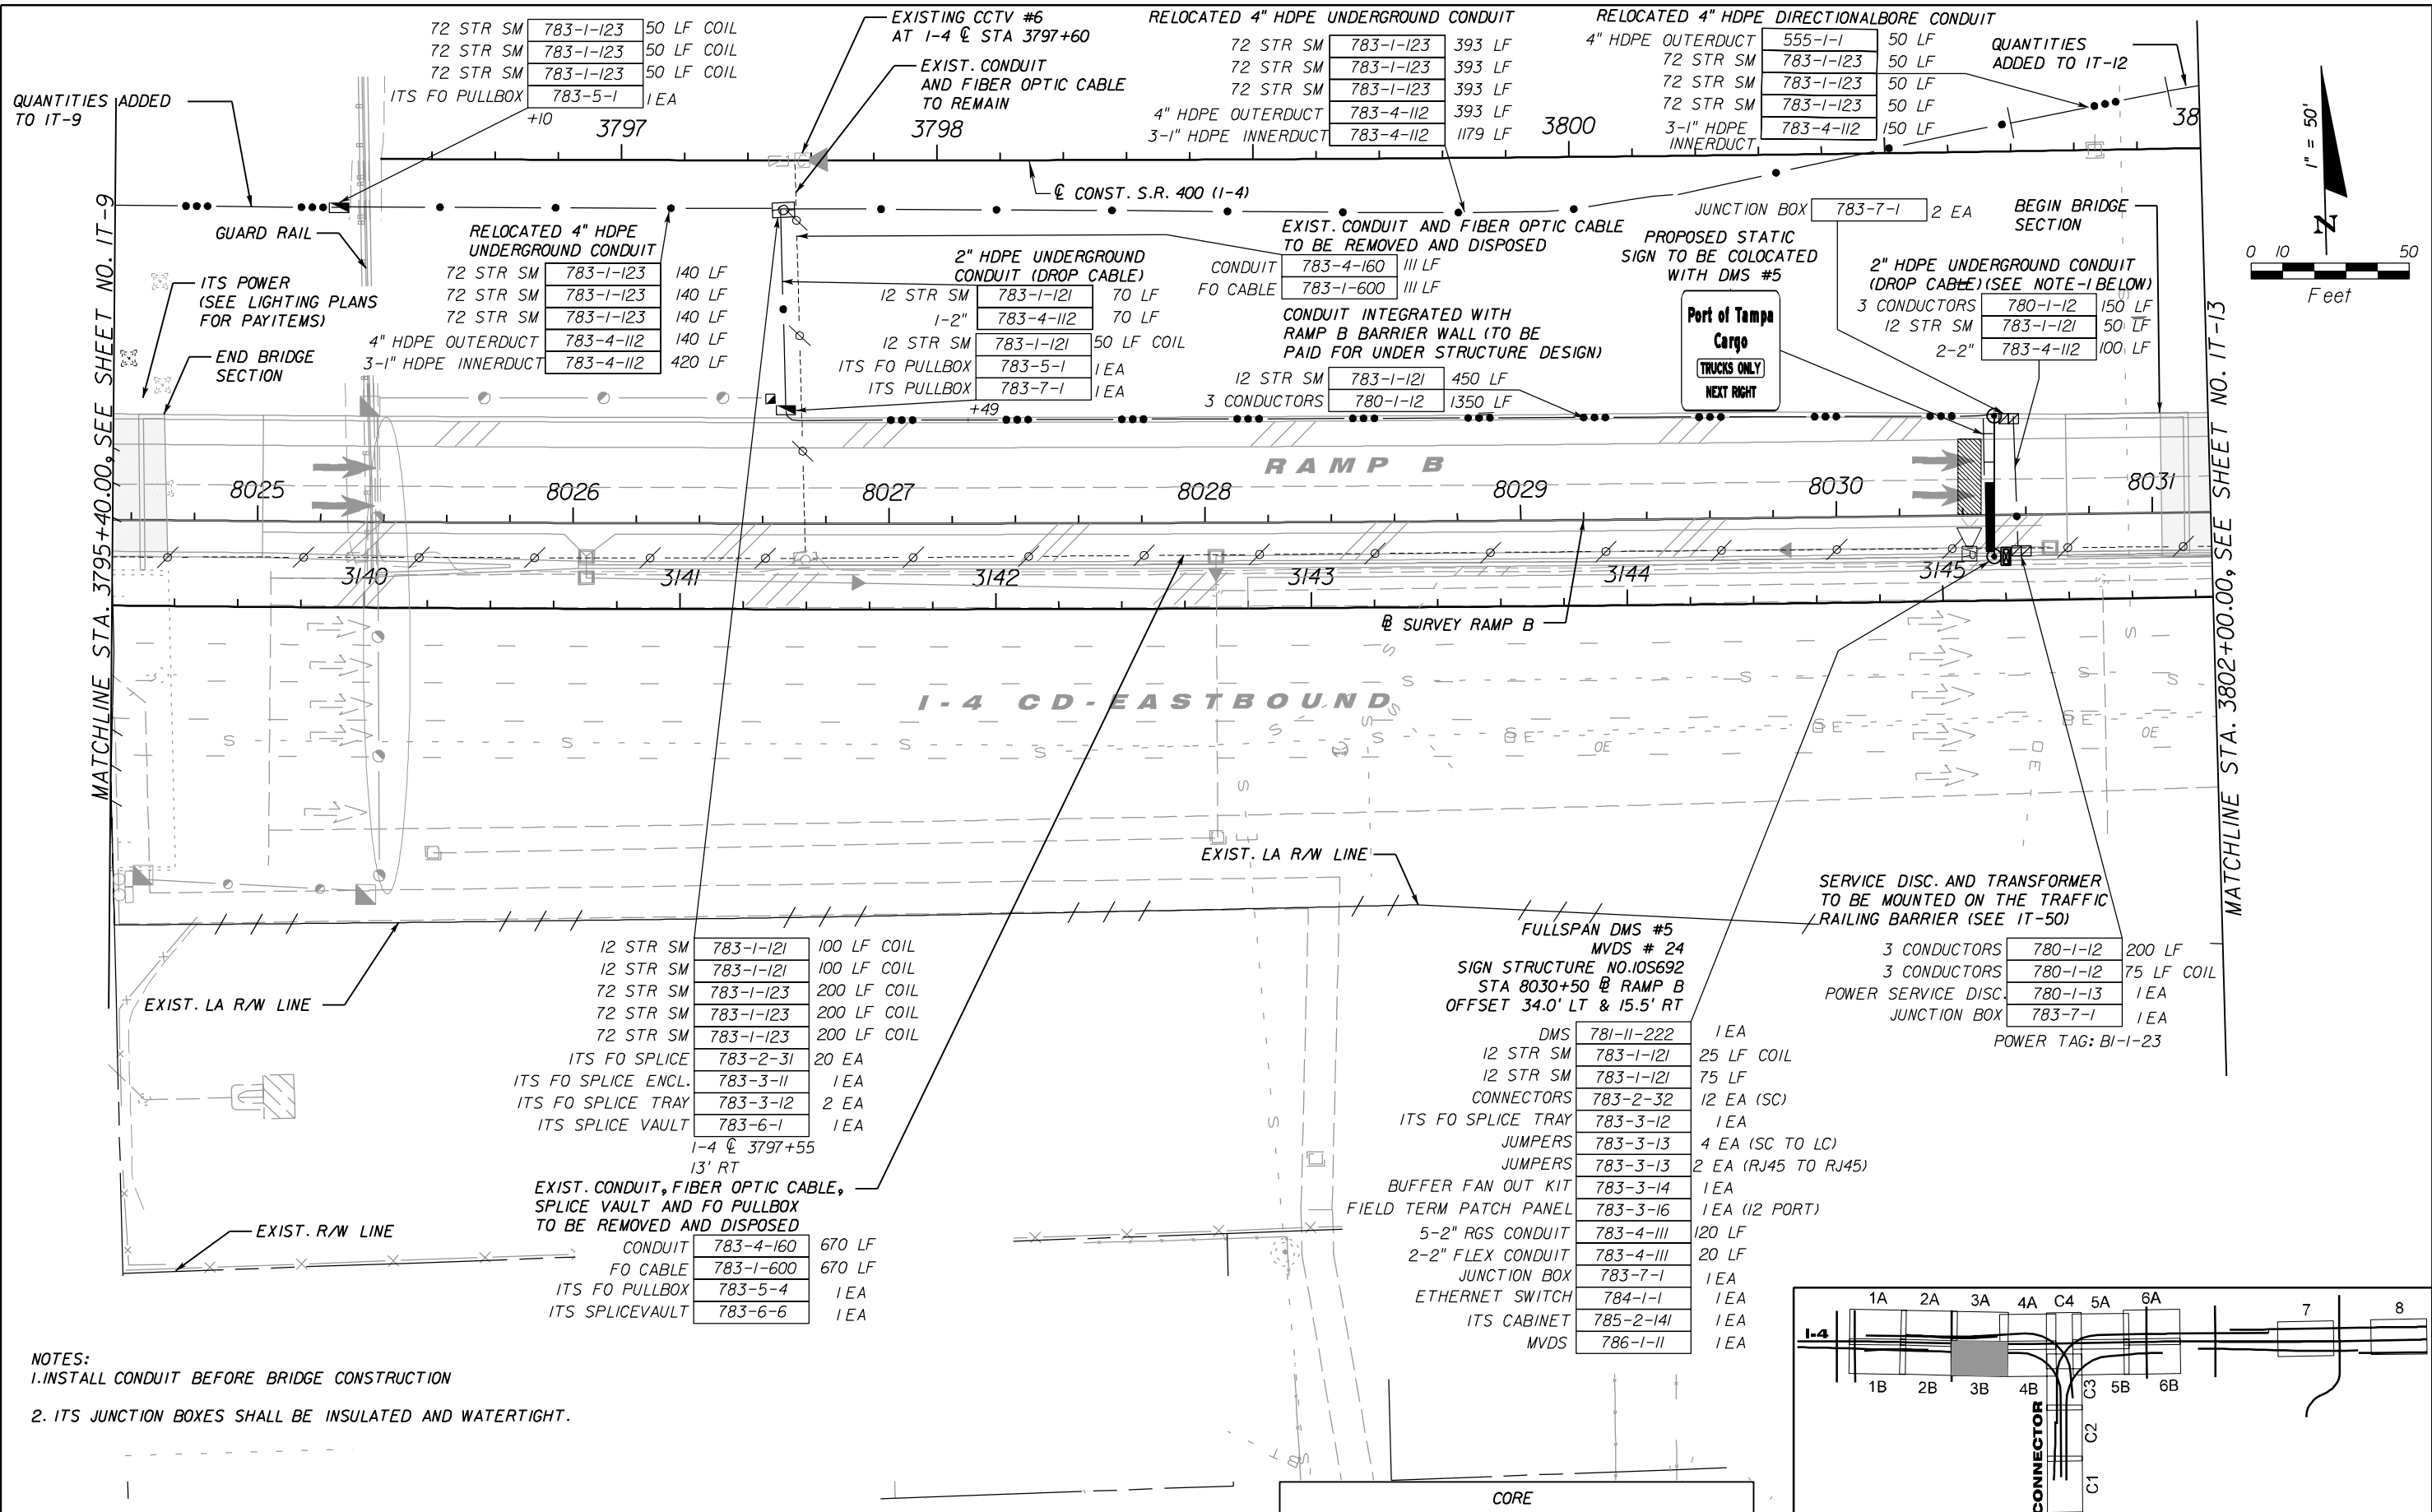 72 STR SM 783-1-123 50 LF COIL
72 STR SM 783-1-123 50 LF COIL
72 STR SM 783-1-123 50 LF COIL
ITS FO PULLBOX 783-5-1 1 EA
+10
QUANTITIES ADDED
TO IT-9
EXISTING CCTV #6
AT I-4 ℄ STA 3797+60
EXIST. CONDUIT
AND FIBER OPTIC CABLE
TO REMAIN
RELOCATED 4" HDPE UNDERGROUND CONDUIT
72 STR SM 783-1-123 393 LF
72 STR SM 783-1-123 393 LF
72 STR SM 783-1-123 393 LF
4" HDPE OUTERDUCT 783-4-112 393 LF
3-1" HDPE INNERDUCT 783-4-112 1179 LF
RELOCATED 4" HDPE DIRECTIONALBORE CONDUIT
4" HDPE OUTERDUCT 555-1-1 50 LF
72 STR SM 783-1-123 50 LF
72 STR SM 783-1-123 50 LF
72 STR SM 783-1-123 50 LF
3-1" HDPE INNERDUCT 783-4-112 150 LF
QUANTITIES
ADDED TO IT-12
3797
3798
3800
38
1" = 50'
N
0 10 50
Feet
℄ CONST. S.R. 400 (I-4)
MATCHLINE STA. 3795+40.00, SEE SHEET NO. IT-9
GUARD RAIL
ITS POWER
(SEE LIGHTING PLANS
FOR PAYITEMS)
END BRIDGE
SECTION
RELOCATED 4" HDPE
UNDERGROUND CONDUIT
72 STR SM 783-1-123 140 LF
72 STR SM 783-1-123 140 LF
72 STR SM 783-1-123 140 LF
4" HDPE OUTERDUCT 783-4-112 140 LF
3-1" HDPE INNERDUCT 783-4-112 420 LF
2" HDPE UNDERGROUND
CONDUIT (DROP CABLE)
12 STR SM 783-1-121 70 LF
1-2" 783-4-112 70 LF
12 STR SM 783-1-121 50 LF COIL
ITS FO PULLBOX 783-5-1 1 EA
ITS PULLBOX 783-7-1 1 EA
+49
EXIST. CONDUIT AND FIBER OPTIC CABLE
TO BE REMOVED AND DISPOSED
CONDUIT 783-4-160 111 LF
FO CABLE 783-1-600 111 LF
CONDUIT INTEGRATED WITH
RAMP B BARRIER WALL (TO BE
PAID FOR UNDER STRUCTURE DESIGN)
12 STR SM 783-1-121 450 LF
3 CONDUCTORS 780-1-12 1350 LF
JUNCTION BOX 783-7-1 2 EA
PROPOSED STATIC
SIGN TO BE COLOCATED
WITH DMS #5
Port of Tampa
Cargo
TRUCKS ONLY
NEXT RIGHT
BEGIN BRIDGE
SECTION
2" HDPE UNDERGROUND CONDUIT
(DROP CABLE) (SEE NOTE-1 BELOW)
3 CONDUCTORS 780-1-12 150 LF
12 STR SM 783-1-121 50 LF
2-2" 783-4-112 100 LF
MATCHLINE STA. 3802+00.00, SEE SHEET NO. IT-13
RAMP B
8025
8026
8027
8028
8029
8030
8031
3140
3141
3142
3143
3144
3145
℄ SURVEY RAMP B
I-4 CD-EASTBOUND
S S S S S S S S S S S S S S S
OE OE OE
EXIST. LA R/W LINE
EXIST. LA R/W LINE
12 STR SM 783-1-121 100 LF COIL
12 STR SM 783-1-121 100 LF COIL
72 STR SM 783-1-123 200 LF COIL
72 STR SM 783-1-123 200 LF COIL
72 STR SM 783-1-123 200 LF COIL
ITS FO SPLICE 783-2-31 20 EA
ITS FO SPLICE ENCL. 783-3-11 1 EA
ITS FO SPLICE TRAY 783-3-12 2 EA
ITS SPLICE VAULT 783-6-1 1 EA
I-4 ℄ 3797+55
13' RT
EXIST. CONDUIT, FIBER OPTIC CABLE,
SPLICE VAULT AND FO PULLBOX
TO BE REMOVED AND DISPOSED
CONDUIT 783-4-160 670 LF
FO CABLE 783-1-600 670 LF
ITS FO PULLBOX 783-5-4 1 EA
ITS SPLICEVAULT 783-6-6 1 EA
EXIST. R/W LINE
FULLSPAN DMS #5
MVDS # 24
SIGN STRUCTURE NO.10S692
STA 8030+50 ℄ RAMP B
OFFSET 34.0' LT & 15.5' RT
DMS 781-11-222 1 EA
12 STR SM 783-1-121 25 LF COIL
12 STR SM 783-1-121 75 LF
CONNECTORS 783-2-32 12 EA (SC)
ITS FO SPLICE TRAY 783-3-12 1 EA
JUMPERS 783-3-13 4 EA (SC TO LC)
JUMPERS 783-3-13 2 EA (RJ45 TO RJ45)
BUFFER FAN OUT KIT 783-3-14 1 EA
FIELD TERM PATCH PANEL 783-3-16 1 EA (12 PORT)
5-2" RGS CONDUIT 783-4-111 120 LF
2-2" FLEX CONDUIT 783-4-111 20 LF
JUNCTION BOX 783-7-1 1 EA
ETHERNET SWITCH 784-1-1 1 EA
ITS CABINET 785-2-141 1 EA
MVDS 786-1-11 1 EA
SERVICE DISC. AND TRANSFORMER
TO BE MOUNTED ON THE TRAFFIC
RAILING BARRIER (SEE IT-50)
3 CONDUCTORS 780-1-12 200 LF
3 CONDUCTORS 780-1-12 75 LF COIL
POWER SERVICE DISC. 780-1-13 1 EA
JUNCTION BOX 783-7-1 1 EA
POWER TAG: B1-1-23
NOTES:
1.INSTALL CONDUIT BEFORE BRIDGE CONSTRUCTION
2. ITS JUNCTION BOXES SHALL BE INSULATED AND WATERTIGHT.
CORE
1A 2A 3A 4A C4 5A 6A 7 8
I-4
1B 2B 3B 4B C3 5B 6B
CONNECTOR
C2
C1